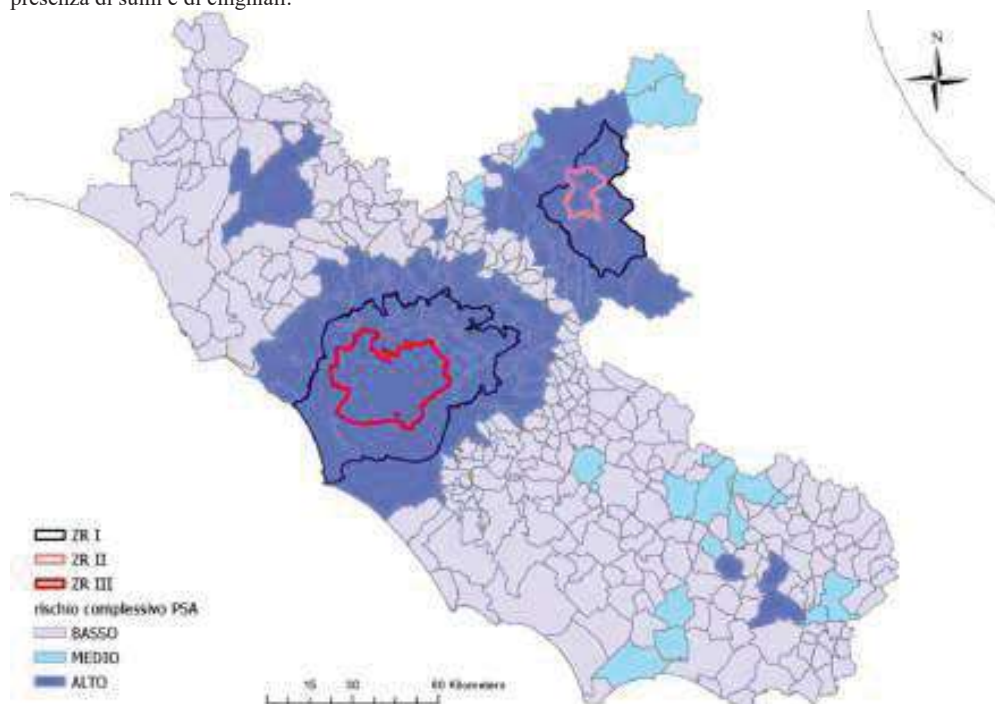 presenza di suini e di cinghiali.
N
ZR I
ZR II
ZR III
rischio complessivo PSA
BASSO
MEDIO
ALTO
15 30 60 Kilometers